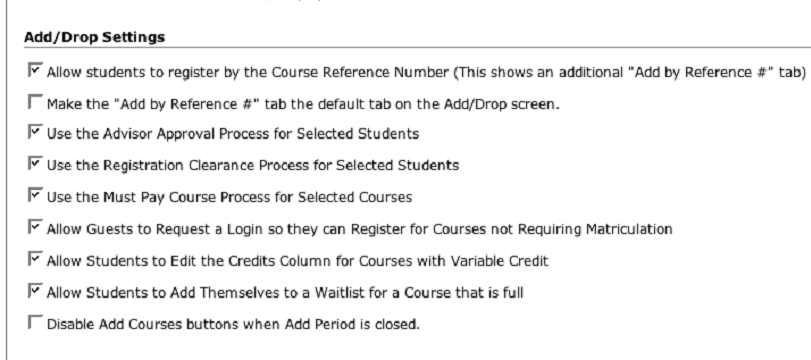 Add/Drop Settings
Allow students to register by the Course Reference Number (This shows an additional "Add by Reference #" tab)
Make the "Add by Reference #" tab the default tab on the Add/Drop screen.
Use the Advisor Approval Process for Selected Students
Use the Registration Clearance Process for Selected Students
Use the Must Pay Course Process for Selected Courses
Allow Guests to Request a Login so they can Register for Courses not Requiring Matriculation
Allow Students to Edit the Credits Column for Courses with Variable Credit
Allow Students to Add Themselves to a Waitlist for a Course that is full
Disable Add Courses buttons when Add Period is closed.